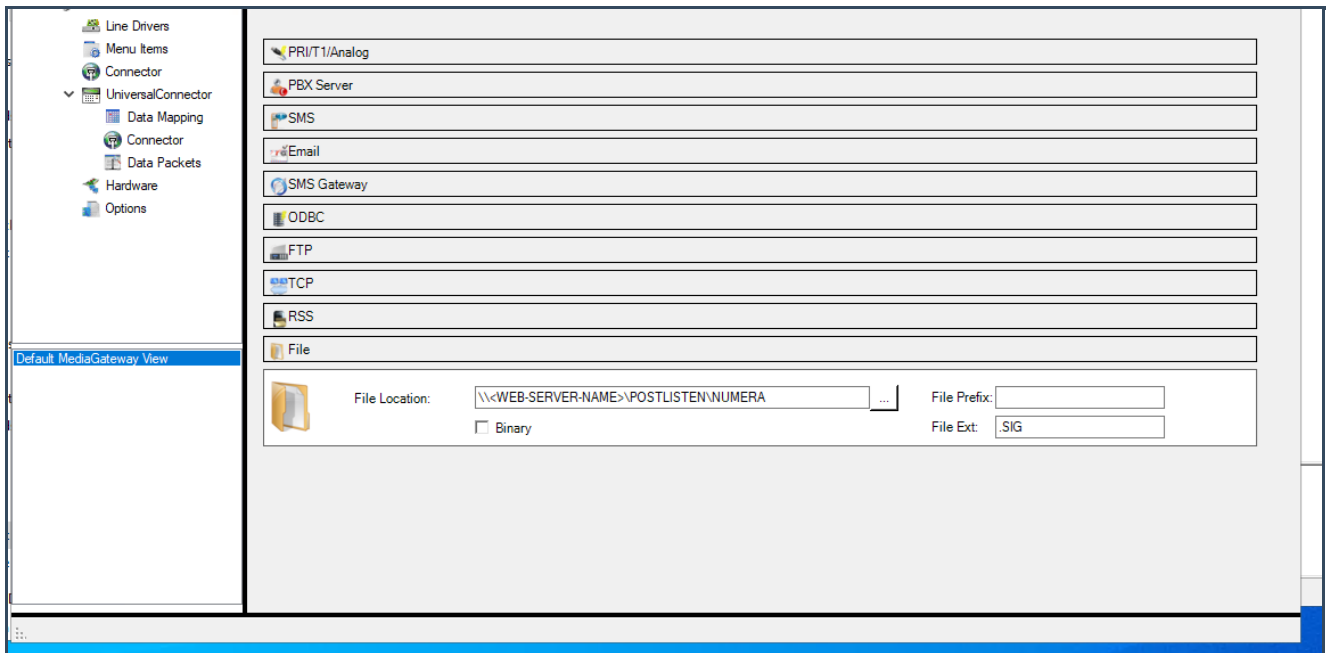 Line Drivers
Menu Items
Connector
UniversalConnector
Data Mapping
Connector
Data Packets
Hardware
Options
Default MediaGateway View
PRI/T1/Analog
PBX Server
SMS
Email
SMS Gateway
ODBC
FTP
TCP
RSS
File
File Location: \\<WEB-SERVER-NAME>\POSTLISTEN\NUMERA ... File Prefix:
Binary File Ext: .SIG